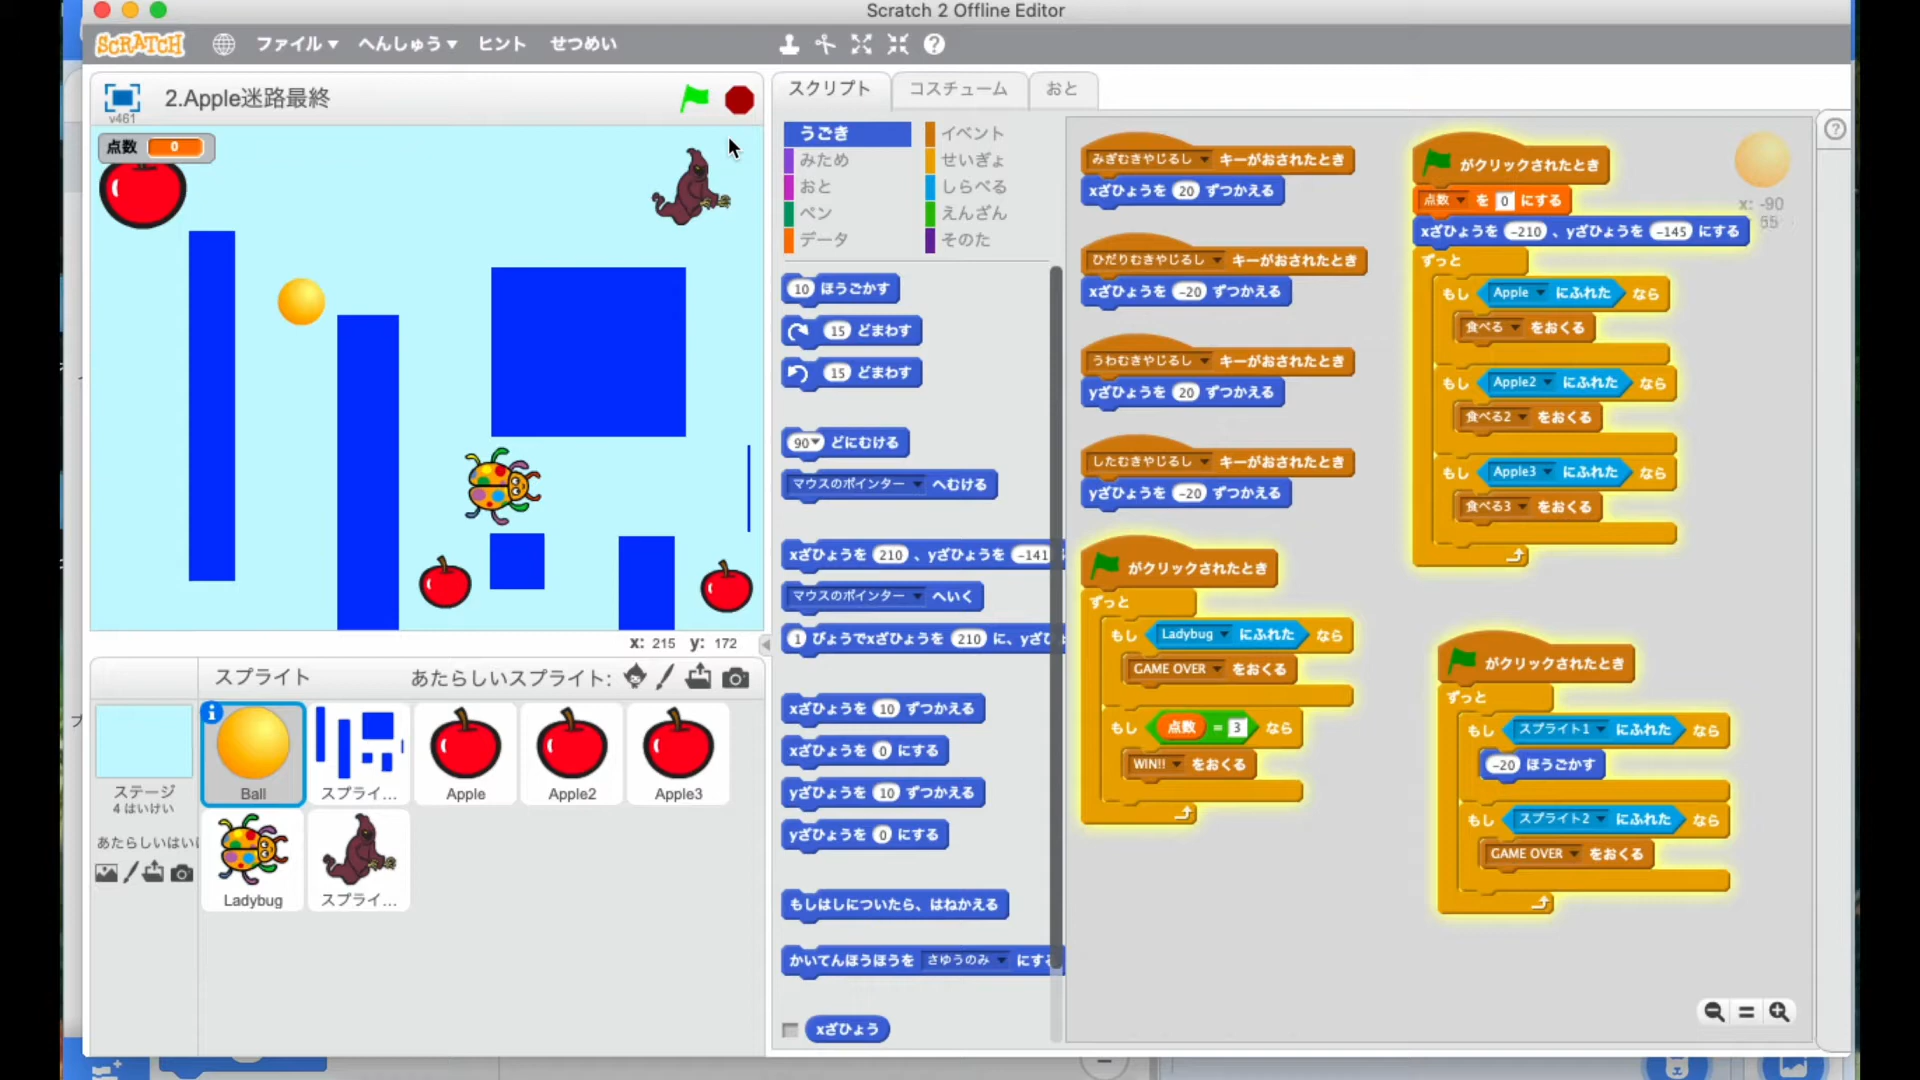 Scratch 2 Offline Editor
SCRATCH
ファイル へんしゅう ヒント せつめい
2.Apple迷路最終
v461
点数 0
x: 215 y: 172
スプライト あたらしいスプライト:
ステージ
4 はいけい
あたらしいはいい
Ball
スプライ...
Apple
Apple2
Apple3
Ladybug
スプライ...
スクリプト コスチューム おと
うごき
みため
おと
ペン
データ
イベント
せいぎょ
しらべる
えんざん
そのた
10 ほうごかす
15 どまわす
15 どまわす
90 どにむける
マウスのポインター へむける
xざひょうを 210 、yざひょうを -141
マウスのポインター へいく
1 びょうでxざひょうを 210 に、yざひ
xざひょうを 10 ずつかえる
xざひょうを 0 にする
yざひょうを 10 ずつかえる
yざひょうを 0 にする
もしはしについたら、はねかえる
かいてんほうほうを さゆうのみ にする
xざひょう
みぎむきやじるし キーがおされたとき
xざひょうを 20 ずつかえる
ひだりむきやじるし キーがおされたとき
xざひょうを -20 ずつかえる
うわむきやじるし キーがおされたとき
yざひょうを 20 ずつかえる
したむきやじるし キーがおされたとき
yざひょうを -20 ずつかえる
がクリックされたとき
ずっと
もし Ladybug にふれた なら
GAME OVER をおくる
もし 点数 = 3 なら
WIN!! をおくる
がクリックされたとき
点数 を 0 にする
xざひょうを -210 、yざひょうを -145 にする
ずっと
もし Apple にふれた なら
食べる をおくる
もし Apple2 にふれた なら
食べる2 をおくる
もし Apple3 にふれた なら
食べる3 をおくる
がクリックされたとき
ずっと
もし スプライト1 にふれた なら
-20 ほうごかす
もし スプライト2 にふれた なら
GAME OVER をおくる
x: -90
55